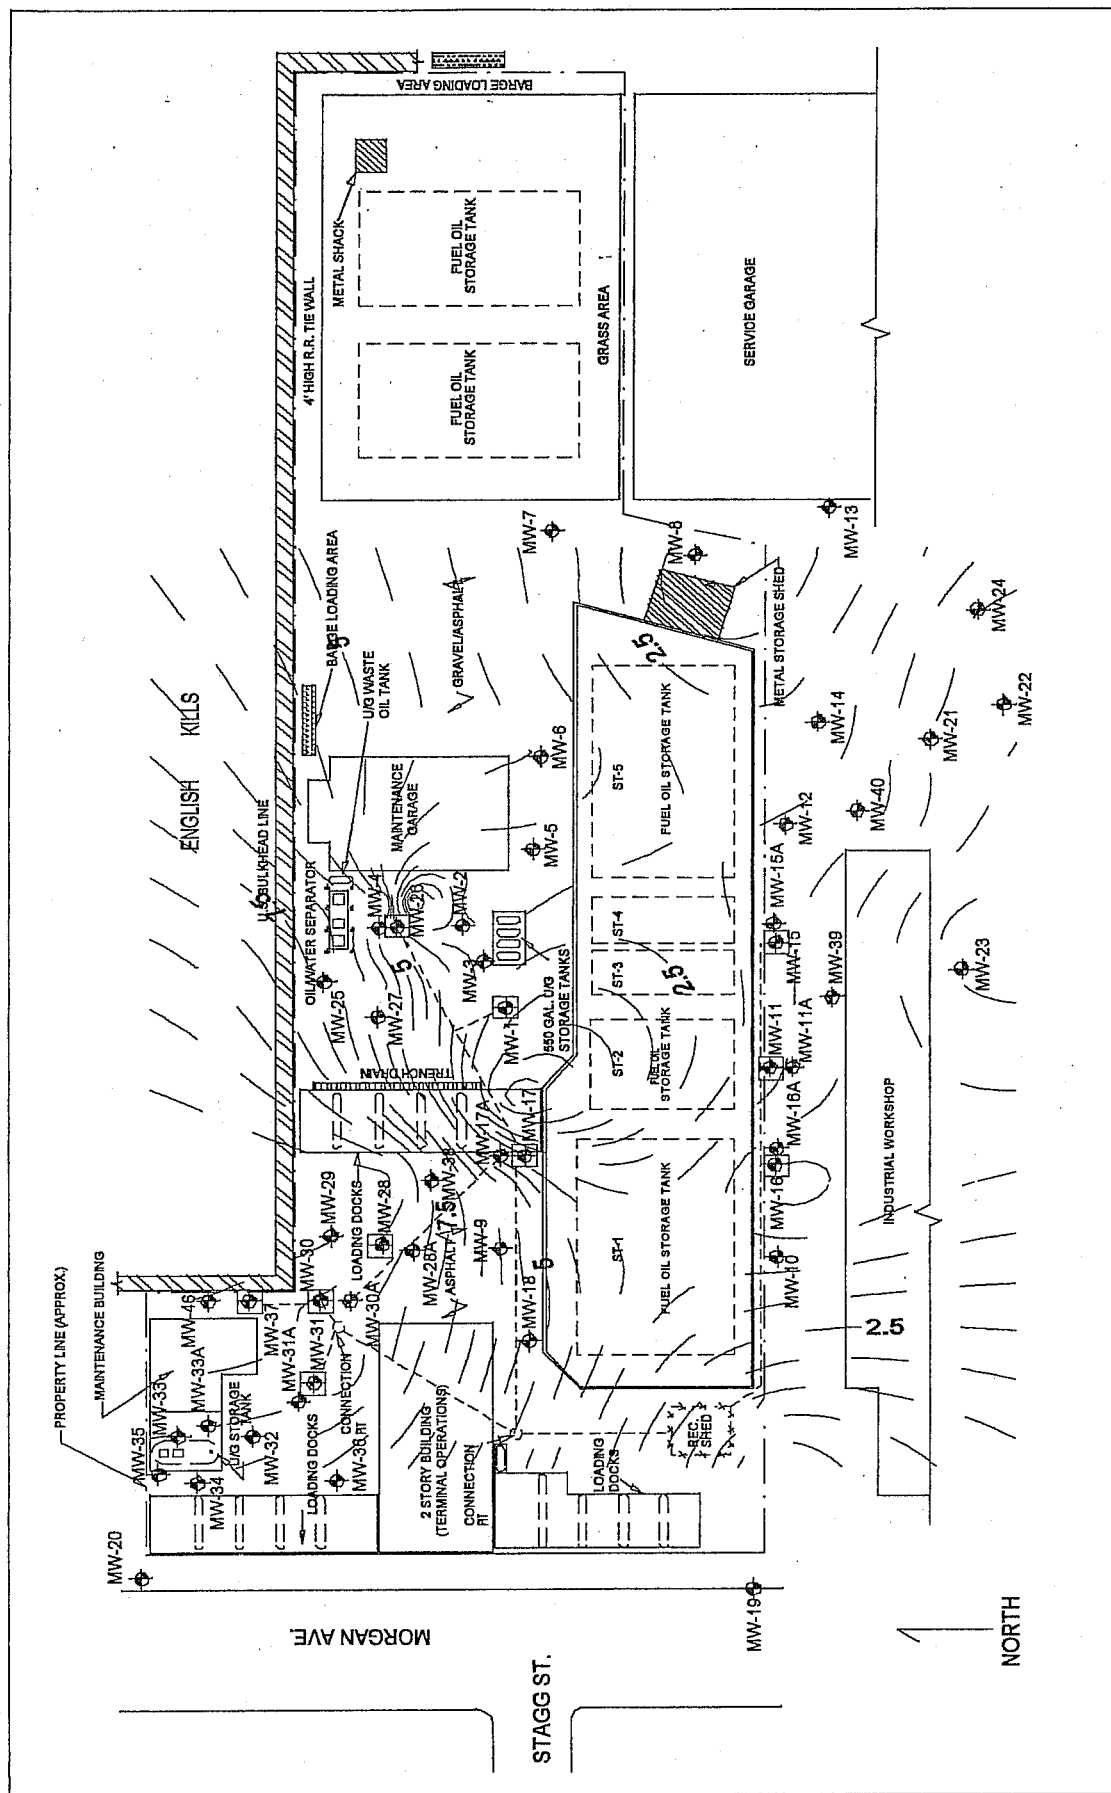 BARGE LOADING AREA
4' HIGH R.R. TIE WALL
METAL SHACK
FUEL OIL
STORAGE TANK
FUEL OIL
STORAGE TANK
GRASS AREA
SERVICE GARAGE
MW-7
MW-8
MW-13
MW-24
METAL STORAGE SHED
BARGE LOADING AREA
5
U/G WASTE
OIL TANK
GRAVEL/ASPHALT
ENGLISH KILLS
U.S. BULKHEAD LINE
5
OIL/WATER SEPARATOR
MAINTENANCE
GARAGE
MW-6
MW-5
MW-4
MW-2
MW-3
MW-25
MW-27
5
MW-1
550 GAL. U/G
STORAGE TANKS
2.5
ST-5
FUEL OIL STORAGE TANK
ST-4
ST-3
2.5
ST-2
FUEL OIL
STORAGE TANK
ST-1
FUEL OIL STORAGE TANK
MW-14
MW-22
MW-21
MW-40
MW-12
MW-15A
MW-15
MW-39
MW-23
MW-11
MW-11A
MW-16A
MW-16
MW-10
INDUSTRIAL WORKSHOP
2.5
TRENCH DRAIN
MW-17A
MW-17
MW-38
7.5
MW-29
LOADING DOCKS
MW-28
MW-28A
ASPHALT
MW-9
5
MW-18
MW-30
MW-30A
MW-46
MW-37
MW-31A
MW-31
CONNECTION
PROPERTY LINE (APPROX.)
MAINTENANCE BUILDING
MW-33A
MW-33
MW-35
MW-34
U/G STORAGE
TANK
MW-32
LOADING DOCKS
MW-36
2 STORY BUILDING
(TERMINAL OPERATIONS)
CONNECTION
REC.
SHED
LOADING
DOCKS
MW-20
MW-19
MORGAN AVE.
STAGG ST.
NORTH